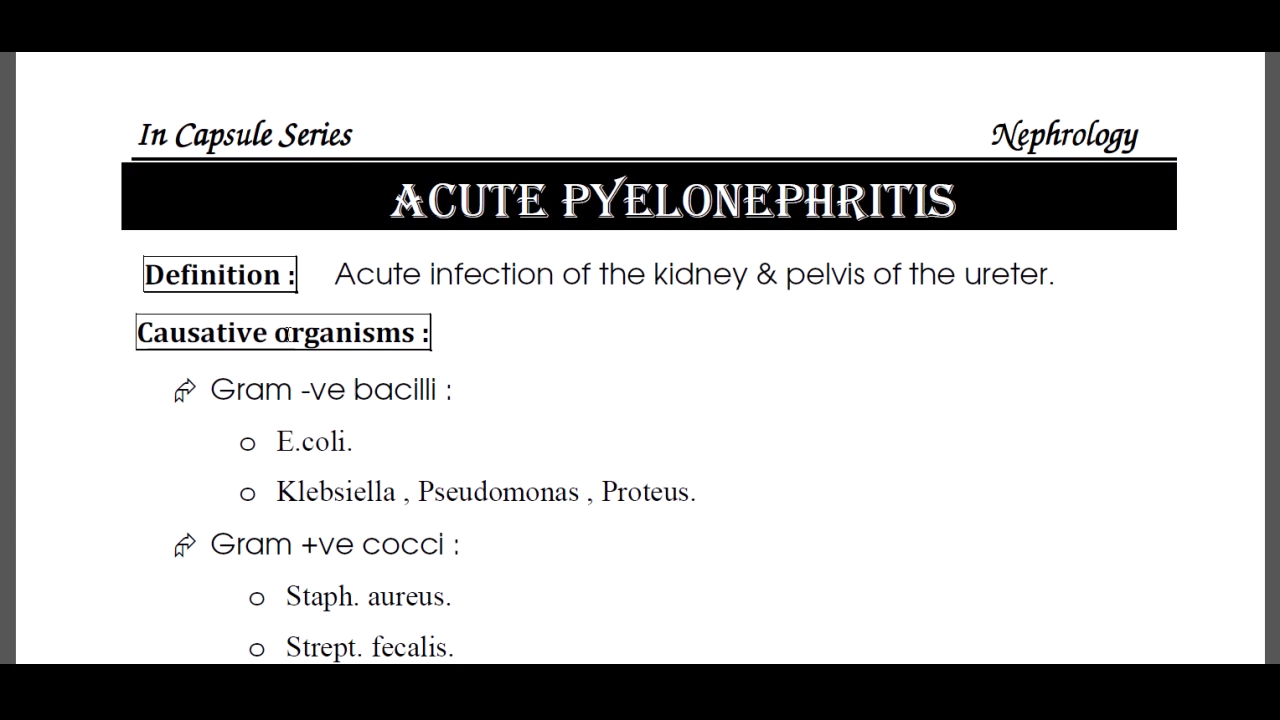 In Capsule Series Nephrology
ACUTE PYELONEPHRITIS
Definition : Acute infection of the kidney & pelvis of the ureter.
Causative organisms :
Gram -ve bacilli :
o E.coli.
o Klebsiella , Pseudomonas , Proteus.
Gram +ve cocci :
o Staph. aureus.
o Strept. fecalis.